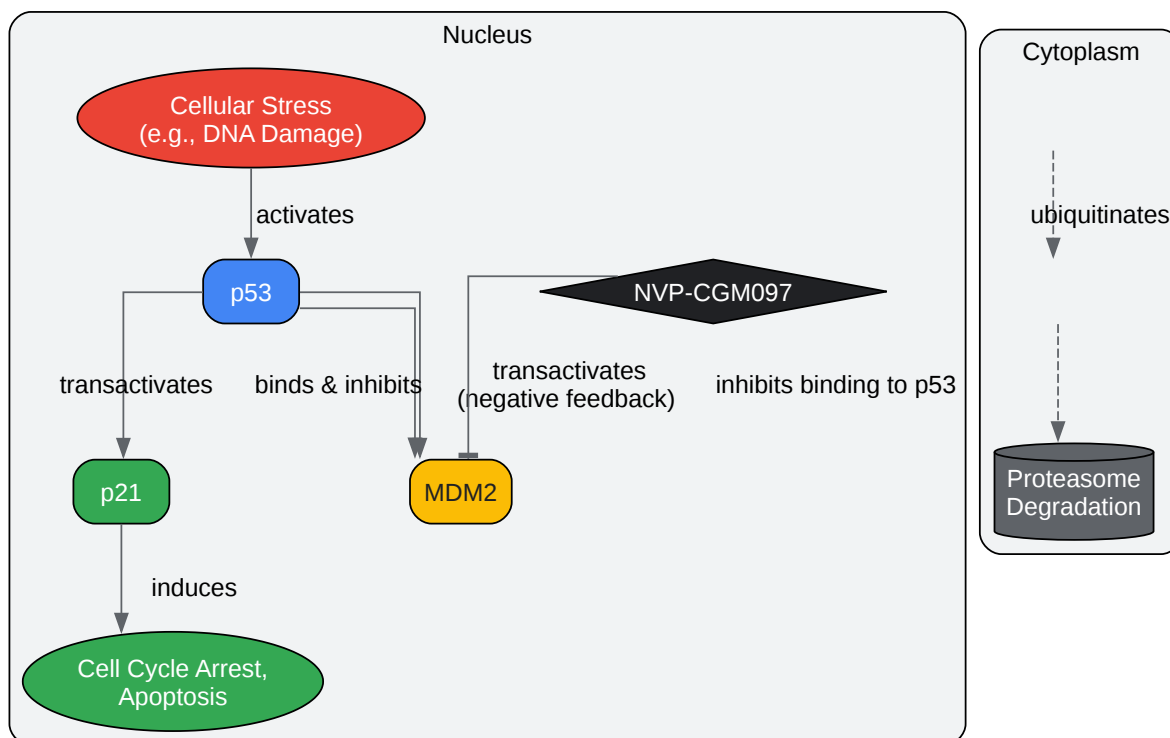 Nucleus
Cytoplasm
Cellular Stress
(e.g., DNA Damage)
activates
ubiquitinates
p53
NVP-CGM097
transactivates
binds & inhibits
transactivates
(negative feedback)
inhibits binding to p53
p21
MDM2
Proteasome
Degradation
induces
Cell Cycle Arrest,
Apoptosis